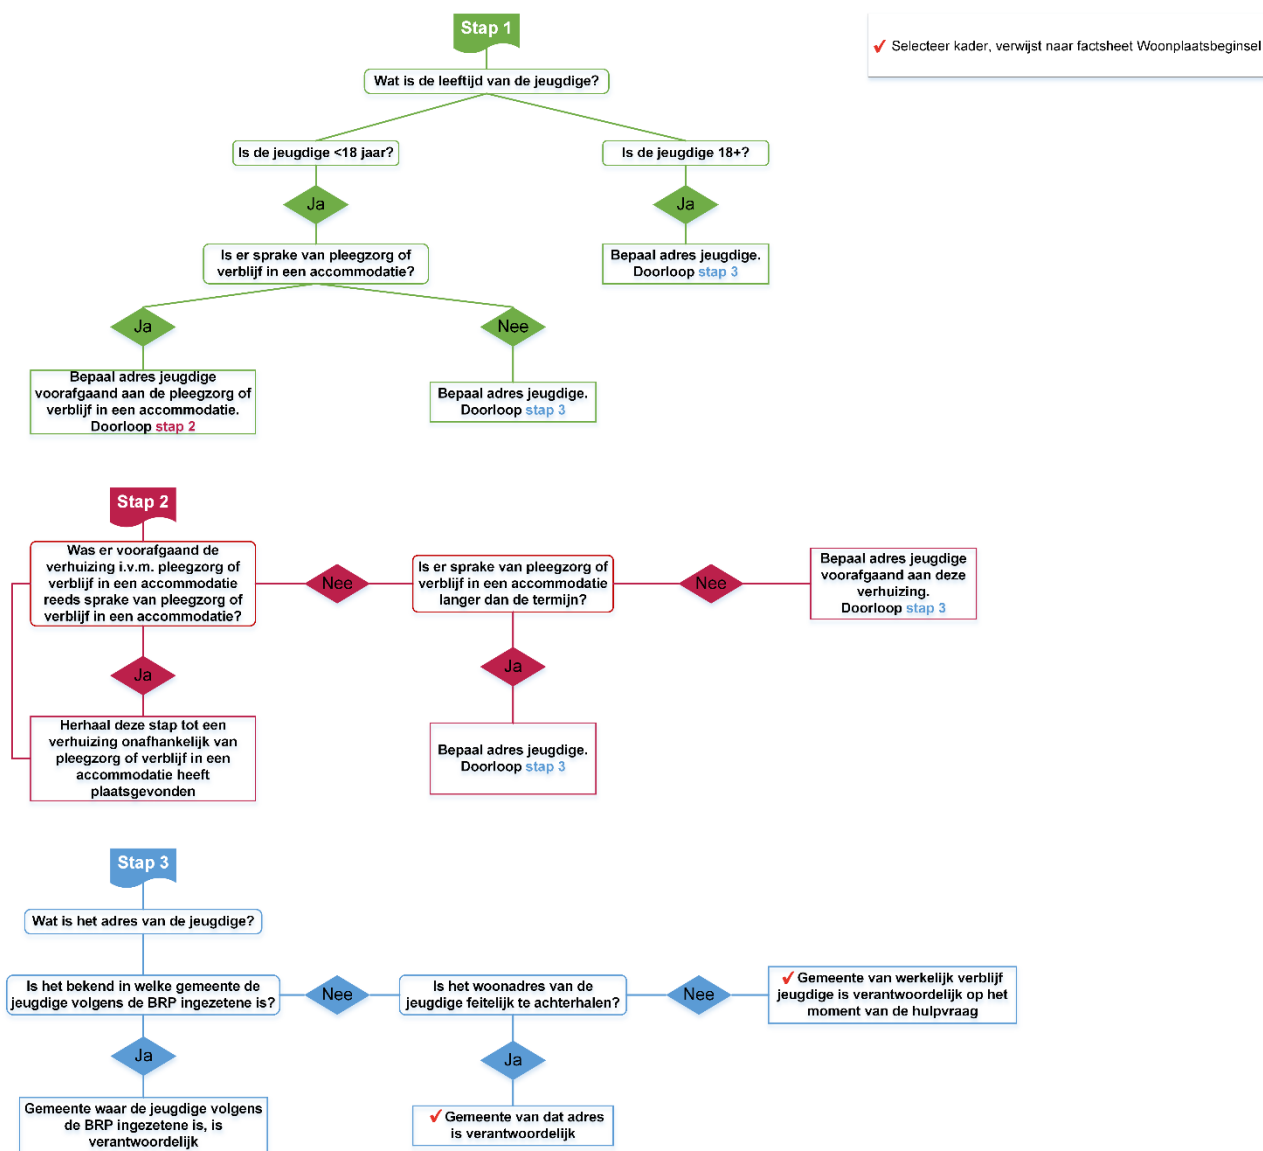 Stap 1
✓ Selecteer kader, verwijst naar factsheet Woonplaatsbeginsel
Wat is de leeftijd van de jeugdige?
Is de jeugdige <18 jaar?
Is de jeugdige 18+?
Ja
Ja
Is er sprake van pleegzorg of
verblijf in een accommodatie?
Bepaal adres jeugdige.
Doorloop stap 3
Ja
Nee
Bepaal adres jeugdige
voorafgaand aan de pleegzorg of
verblijf in een accommodatie.
Doorloop stap 2
Bepaal adres jeugdige.
Doorloop stap 3
Stap 2
Was er voorafgaand de
verhuizing i.v.m. pleegzorg of
verblijf in een accommodatie
reeds sprake van pleegzorg of
verblijf in een accommodatie?
Nee
Is er sprake van pleegzorg of
verblijf in een accommodatie
langer dan de termijn?
Nee
Bepaal adres jeugdige
voorafgaand aan deze
verhuizing.
Doorloop stap 3
Ja
Ja
Herhaal deze stap tot een
verhuizing onafhankelijk van
pleegzorg of verblijf in een
accommodatie heeft
plaatsgevonden
Bepaal adres jeugdige.
Doorloop stap 3
Stap 3
Wat is het adres van de jeugdige?
Is het bekend in welke gemeente de
jeugdige volgens de BRP ingezetene is?
Nee
Is het woonadres van de
jeugdige feitelijk te achterhalen?
Nee
✓ Gemeente van werkelijk verblijf
jeugdige is verantwoordelijk op het
moment van de hulpvraag
Ja
Ja
Gemeente waar de jeugdige volgens
de BRP ingezetene is, is
verantwoordelijk
✓ Gemeente van dat adres
is verantwoordelijk